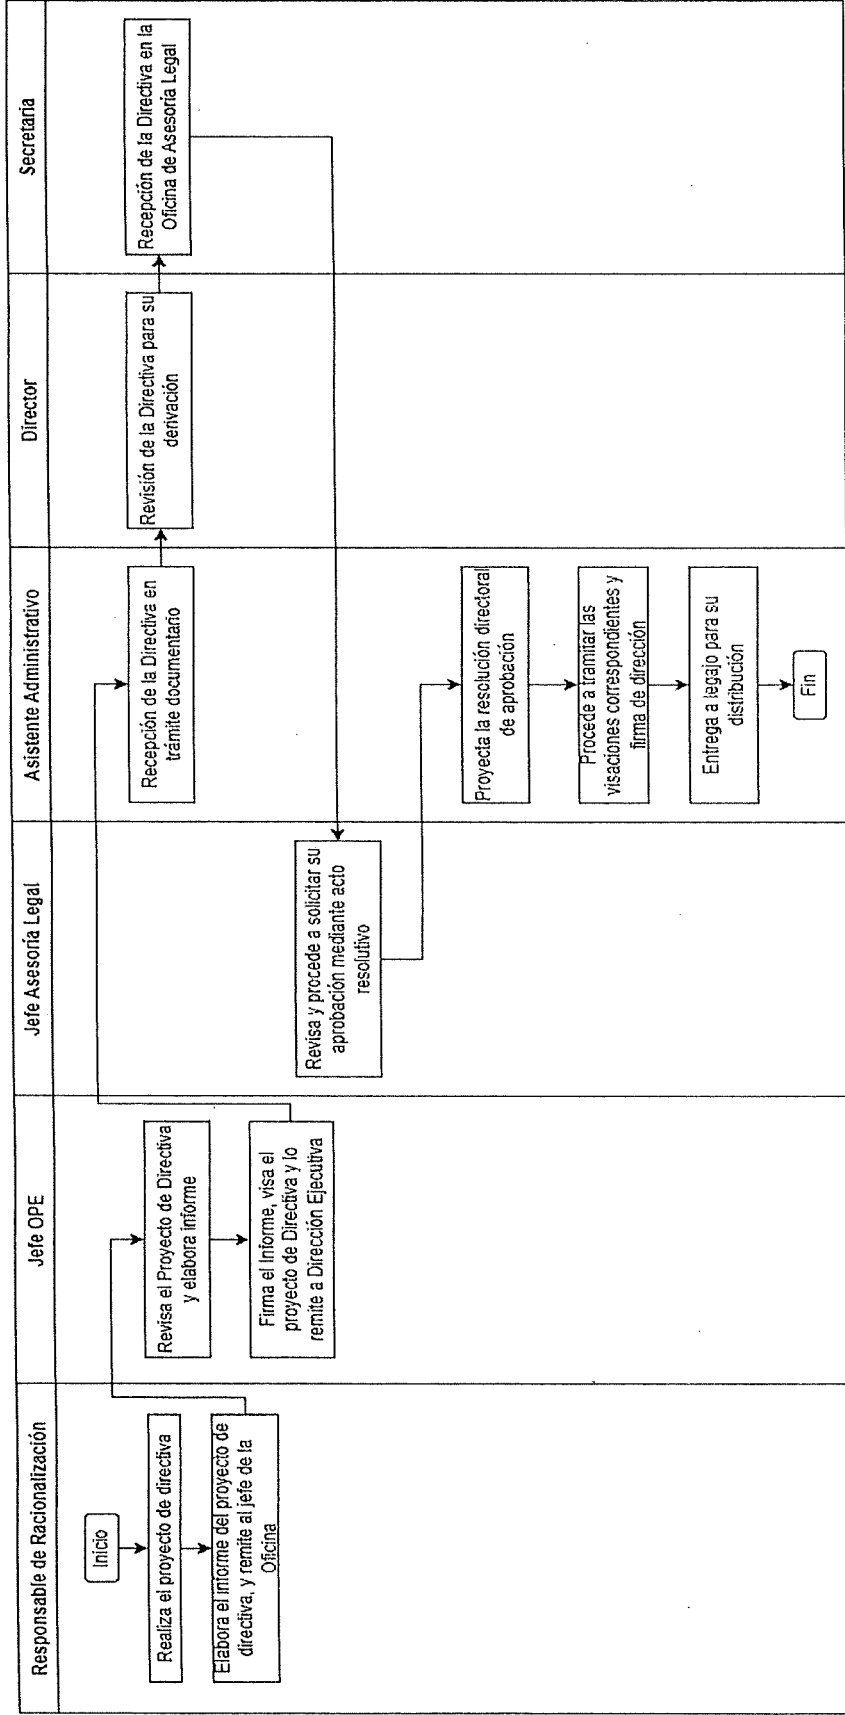 Responsable de Racionalización
Jefe OPE
Jefe Asesoría Legal
Asistente Administrativo
Director
Secretaria
Inicio
Realiza el proyecto de directiva
Elabora el informe del proyecto de
directiva, y remite al jefe de la
Oficina
Revisa el Proyecto de Directiva
y elabora informe
Firma el Informe, visa el
proyecto de Directiva y lo
remite a Dirección Ejecutiva
Recepción de la Directiva en
trámite documentario
Revisión de la Directiva para su
derivación
Recepción de la Directiva en la
Oficina de Asesoría Legal
Revisa y procede a solicitar su
aprobación mediante acto
resolutivo
Proyecta la resolución directoral
de aprobación
Procede a tramitar las
visaciones correspondientes y
firma de dirección
Entrega a legajo para su
distribución
Fin